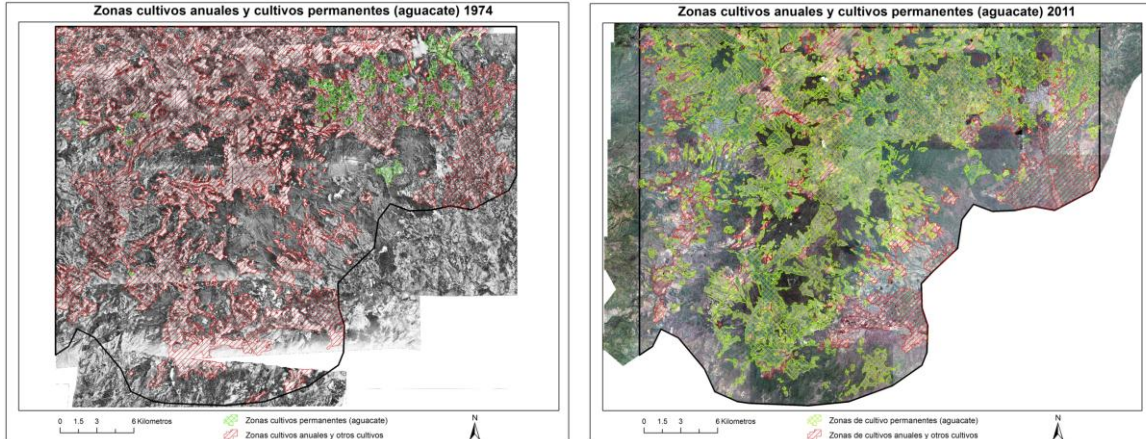 Zonas cultivos anuales y cultivos permanentes (aguacate) 1974
0 1.5 3 6 Kilometros
Zonas cultivo permanentes (aguacate)
Zonas cultivos anuales y otros cultivos
N
Zonas cultivos anuales y cultivos permanentes (aguacate) 2011
0 1.5 3 6 Kilometros
Zonas de cultivo permanentes (aguacate)
Zonas de cultivos anuales y otros cultivos
N